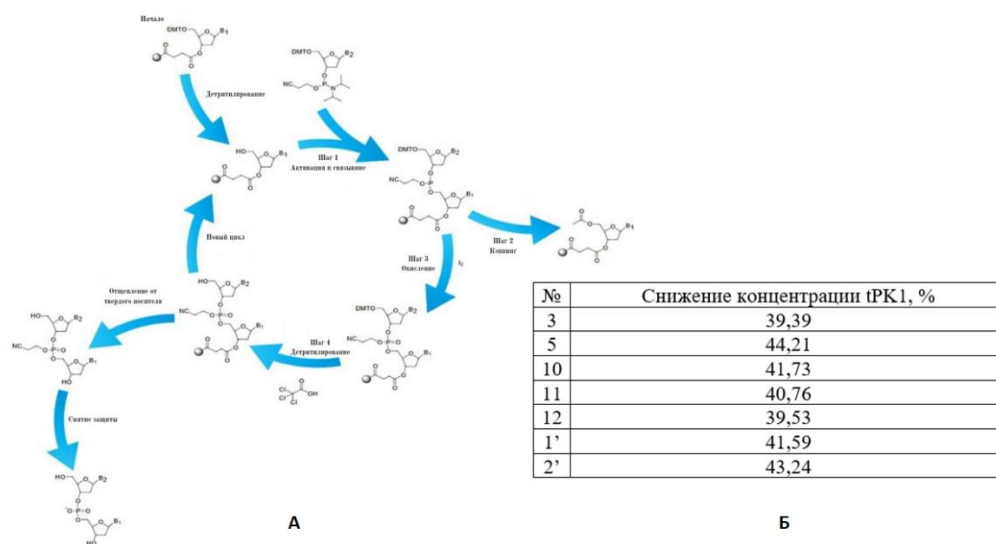 Начало
DMTO
O
B1
O
O
O
Детритилирование
DMTO
O
B2
O
NC
O
P
N
HO
O
B1
O
O
O
Шаг 1
Активация и связывание
DMTO
O
B2
O
NC
O
P
O
O
B1
O
O
O
Шаг 2
Кэппинг
O
O
O
B1
O
O
O
Новый цикл
Шаг 3
Окисление
I2
Отщепление от
твердого носителя
HO
O
B2
O
NC
O
P
O
O
O
B1
O
O
O
Шаг 4
Детритилирование
Cl
Cl
Cl
O
OH
DMTO
O
B2
O
NC
O
P
O
O
O
B1
O
O
O
HO
O
B2
O
NC
O
P
O
O
O
B1
HO
Снятие защиты
HO
O
B2
O
-O
P
O
O
O
B1
HO
№ Снижение концентрации tPK1, %
3 39,39
5 44,21
10 41,73
11 40,76
12 39,53
1’ 41,59
2’ 43,24
А
Б